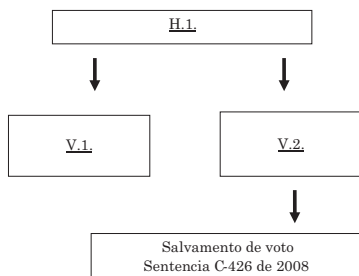 H.1.
V.1.
V.2.
Salvamento de voto
Sentencia C-426 de 2008